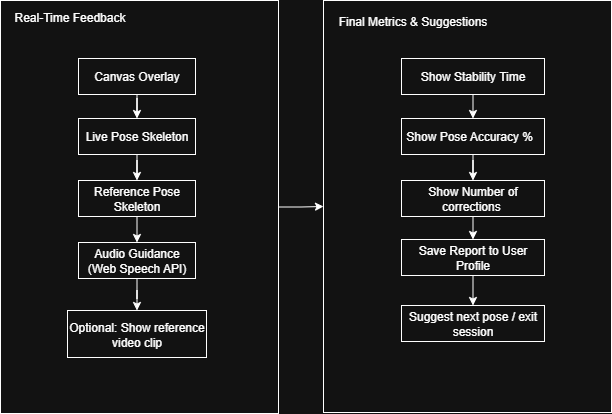 Real-Time Feedback
Canvas Overlay
Live Pose Skeleton
Reference Pose
Skeleton
Audio Guidance
(Web Speech API)
Optional: Show reference
video clip
Final Metrics & Suggestions
Show Stability Time
Show Pose Accuracy %
Show Number of
corrections
Save Report to User
Profile
Suggest next pose / exit
session